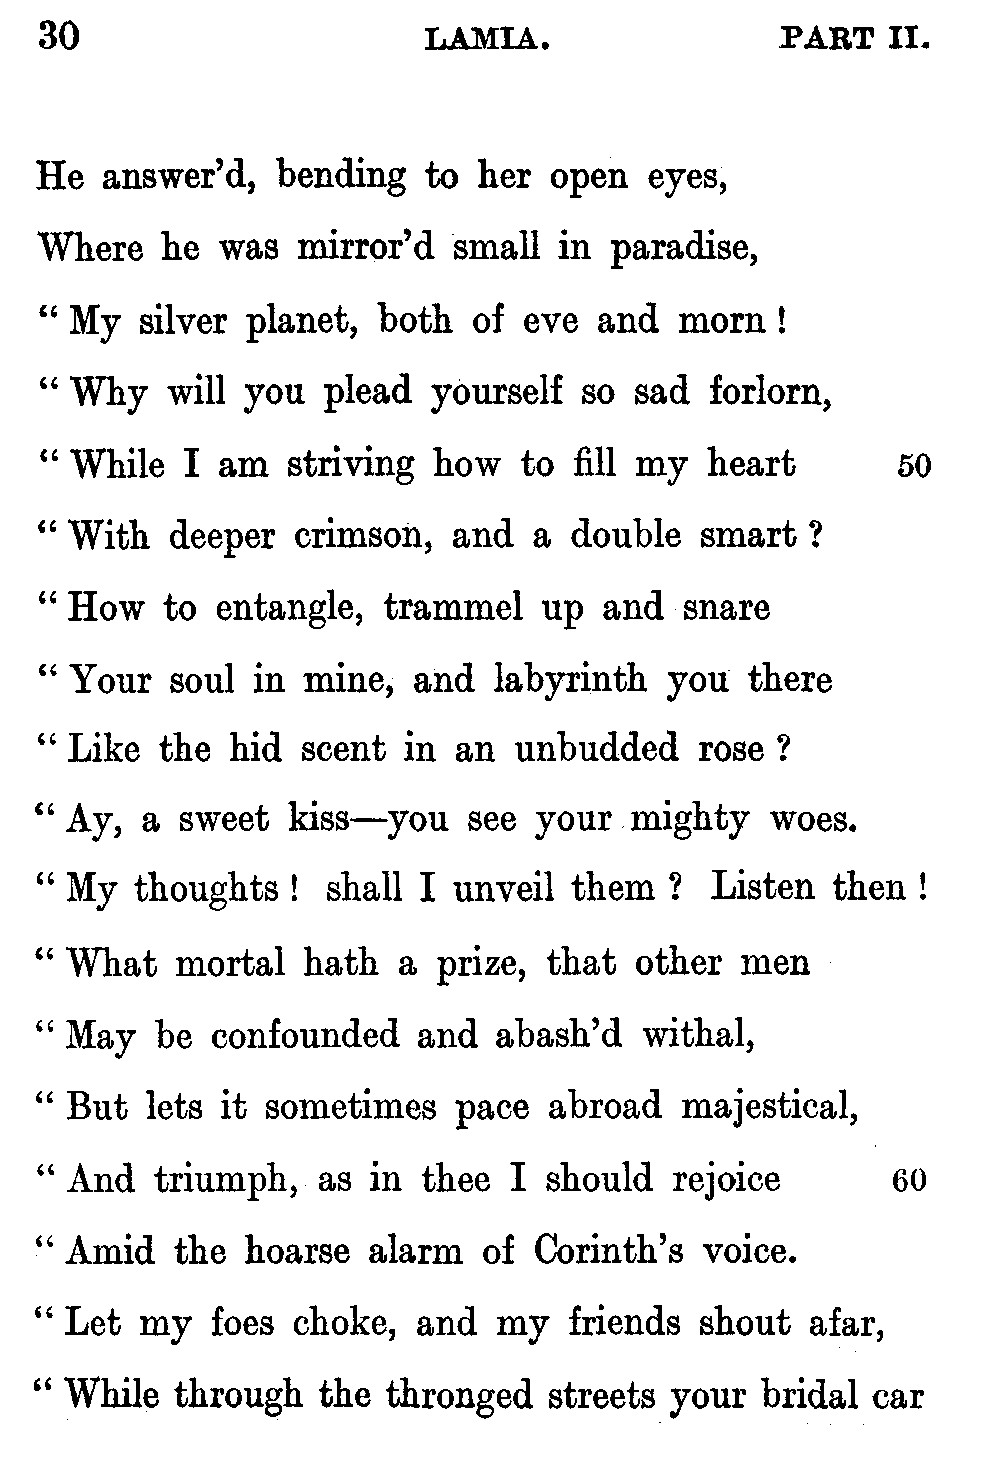 30 LAMIA. PART II.
He answer’d, bending to her open eyes,
Where he was mirror’d small in paradise,
“ My silver planet, both of eve and morn !
“ Why will you plead yourself so sad forlorn,
“ While I am striving how to fill my heart 50
“ With deeper crimson, and a double smart ?
“ How to entangle, trammel up and snare
“ Your soul in mine, and labyrinth you there
“ Like the hid scent in an unbudded rose ?
“ Ay, a sweet kiss—you see your mighty woes.
“ My thoughts ! shall I unveil them ? Listen then !
“ What mortal hath a prize, that other men
“ May be confounded and abash’d withal,
“ But lets it sometimes pace abroad majestical,
“ And triumph, as in thee I should rejoice 60
“ Amid the hoarse alarm of Corinth’s voice.
“ Let my foes choke, and my friends shout afar,
“ While through the thronged streets your bridal car